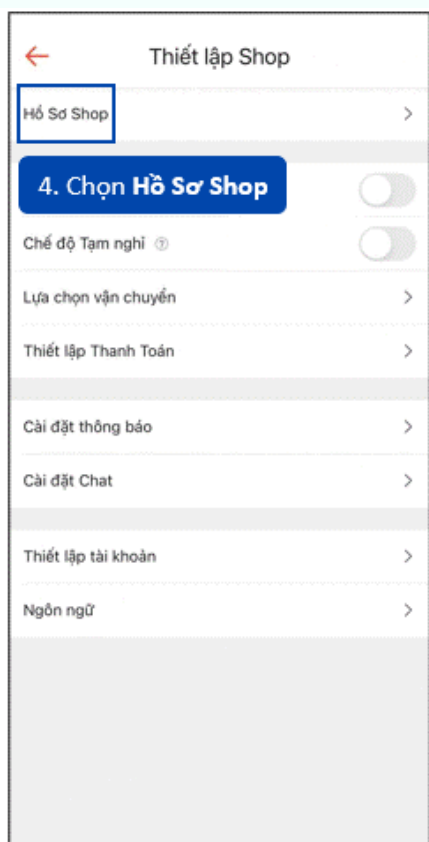 Thiết lập Shop
Hồ Sơ Shop
4. Chọn Hồ Sơ Shop
Chế độ Tạm nghỉ ?
Lựa chọn vận chuyển
Thiết lập Thanh Toán
Cài đặt thông báo
Cài đặt Chat
Thiết lập tài khoản
Ngôn ngữ